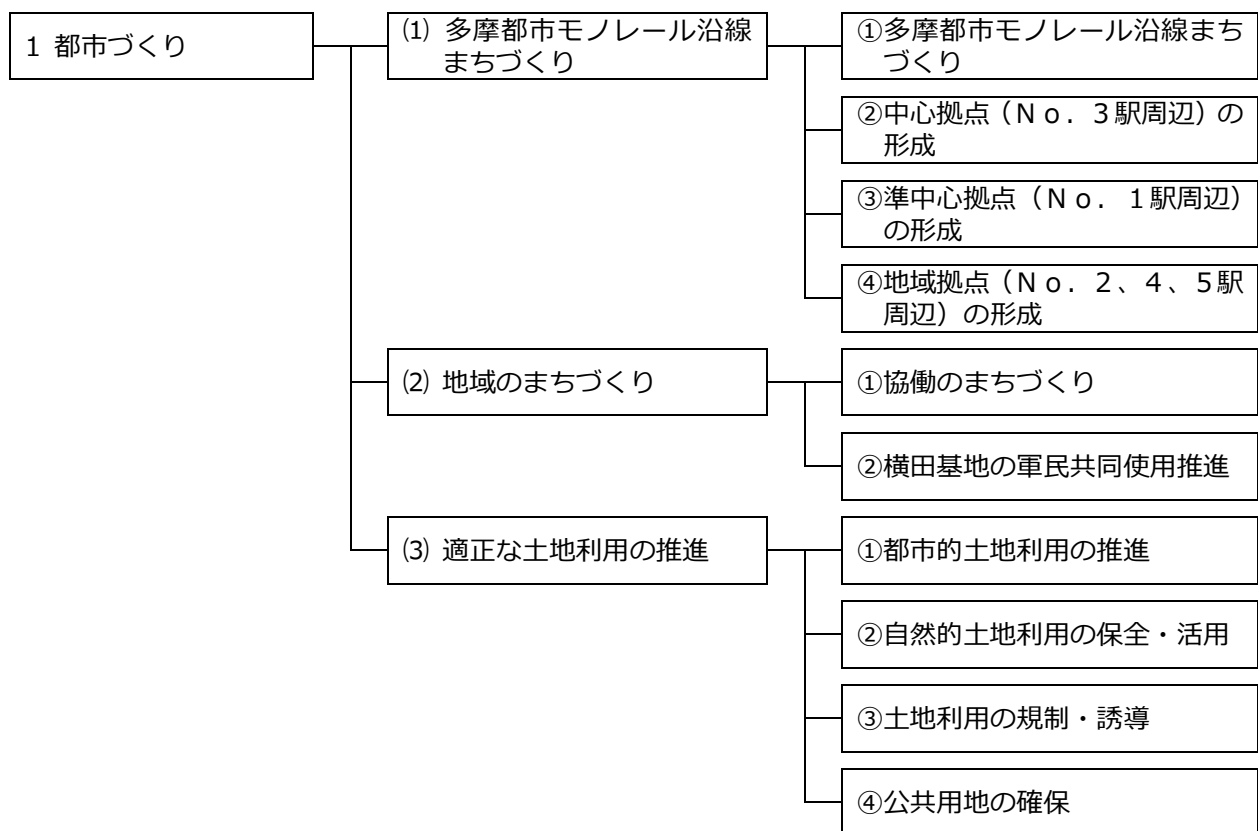 1 都市づくり
⑴ 多摩都市モノレール沿線
まちづくり
①多摩都市モノレール沿線まち
づくり
②中心拠点（Ｎｏ．３駅周辺）の
形成
③準中心拠点（Ｎｏ．１駅周辺）
の形成
④地域拠点（Ｎｏ．２、４、５駅
周辺）の形成
⑵ 地域のまちづくり
①協働のまちづくり
②横田基地の軍民共同使用推進
⑶ 適正な土地利用の推進
①都市的土地利用の推進
②自然的土地利用の保全・活用
③土地利用の規制・誘導
④公共用地の確保